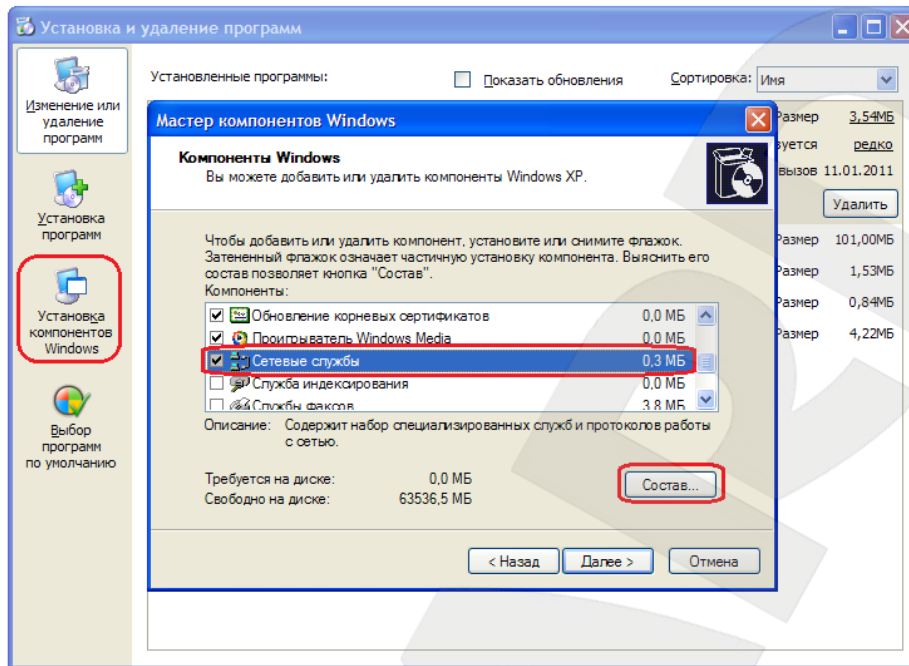 Установка и удаление программ
Изменение или
удаление
программ
Установка
программ
Установка
компонентов
Windows
Выбор
программ
по умолчанию
Установленные программы:
Показать обновления
Сортировка: Имя
Размер 3,54МБ
зуется редко
вызов 11.01.2011
Удалить
Размер 101,00МБ
Размер 1,53МБ
Размер 0,84МБ
Размер 4,22МБ
Мастер компонентов Windows
Компоненты Windows
Вы можете добавить или удалить компоненты Windows XP.
Чтобы добавить или удалить компонент, установите или снимите флажок.
Затененный флажок означает частичную установку компонента. Выяснить его
состав позволяет кнопка "Состав".
Компоненты:
Обновление корневых сертификатов 0,0 МБ
Проигрыватель Windows Media 0,0 МБ
Сетевые службы 0,3 МБ
Служба индексирования 0,0 МБ
Службы факсов 3,8 МБ
Описание: Содержит набор специализированных служб и протоколов работы
с сетью.
Требуется на диске: 0,0 МБ
Свободно на диске: 63536,5 МБ
Состав...
< Назад
Далее >
Отмена